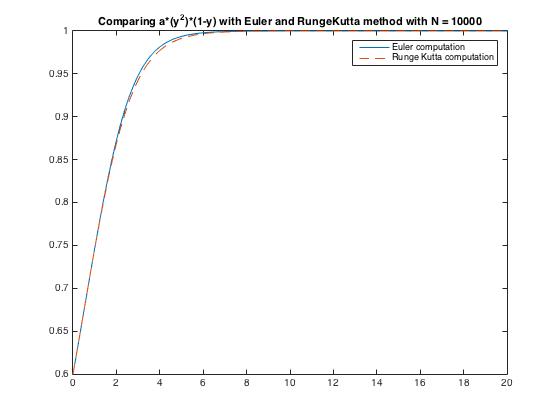 Comparing a*(y²)*(1-y) with Euler and RungeKutta method with N = 10000
Euler computation
Runge Kutta computation
1
0.95
0.9
0.85
0.8
0.75
0.7
0.65
0.6
0 2 4 6 8 10 12 14 16 18 20